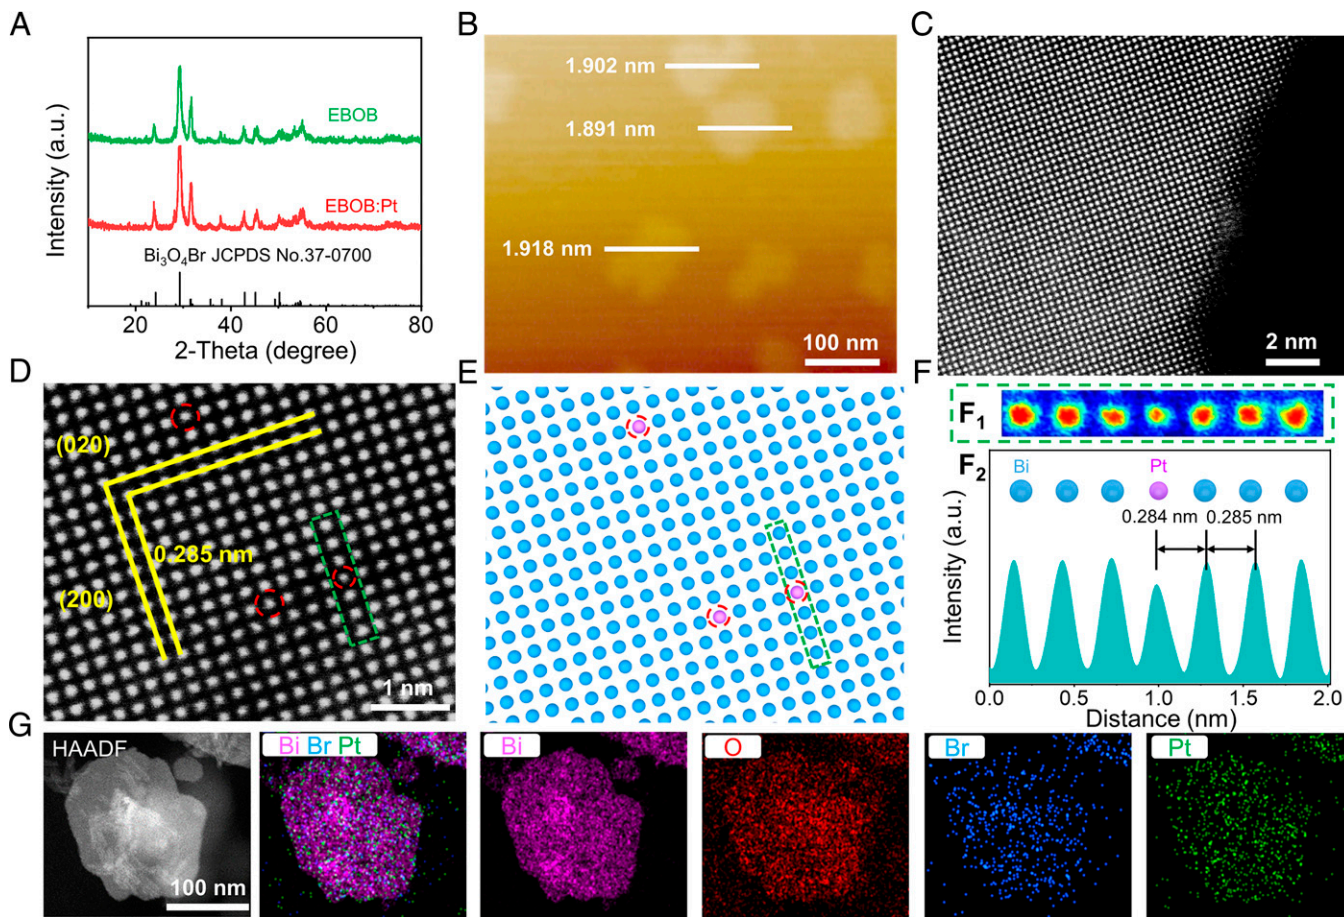 A
Intensity (a.u.)
EBOB
EBOB:Pt
Bi₃O₄Br JCPDS No.37-0700
20 40 60 80
2-Theta (degree)
B
1.902 nm
1.891 nm
1.918 nm
100 nm
C
2 nm
D
(020)
0.285 nm
(200)
1 nm
E
F
F₁
F₂
Bi Pt
0.284 nm 0.285 nm
Intensity (a.u.)
0.0 0.5 1.0 1.5 2.0
Distance (nm)
G
HAADF
100 nm
Bi Br Pt
Bi
O
Br
Pt